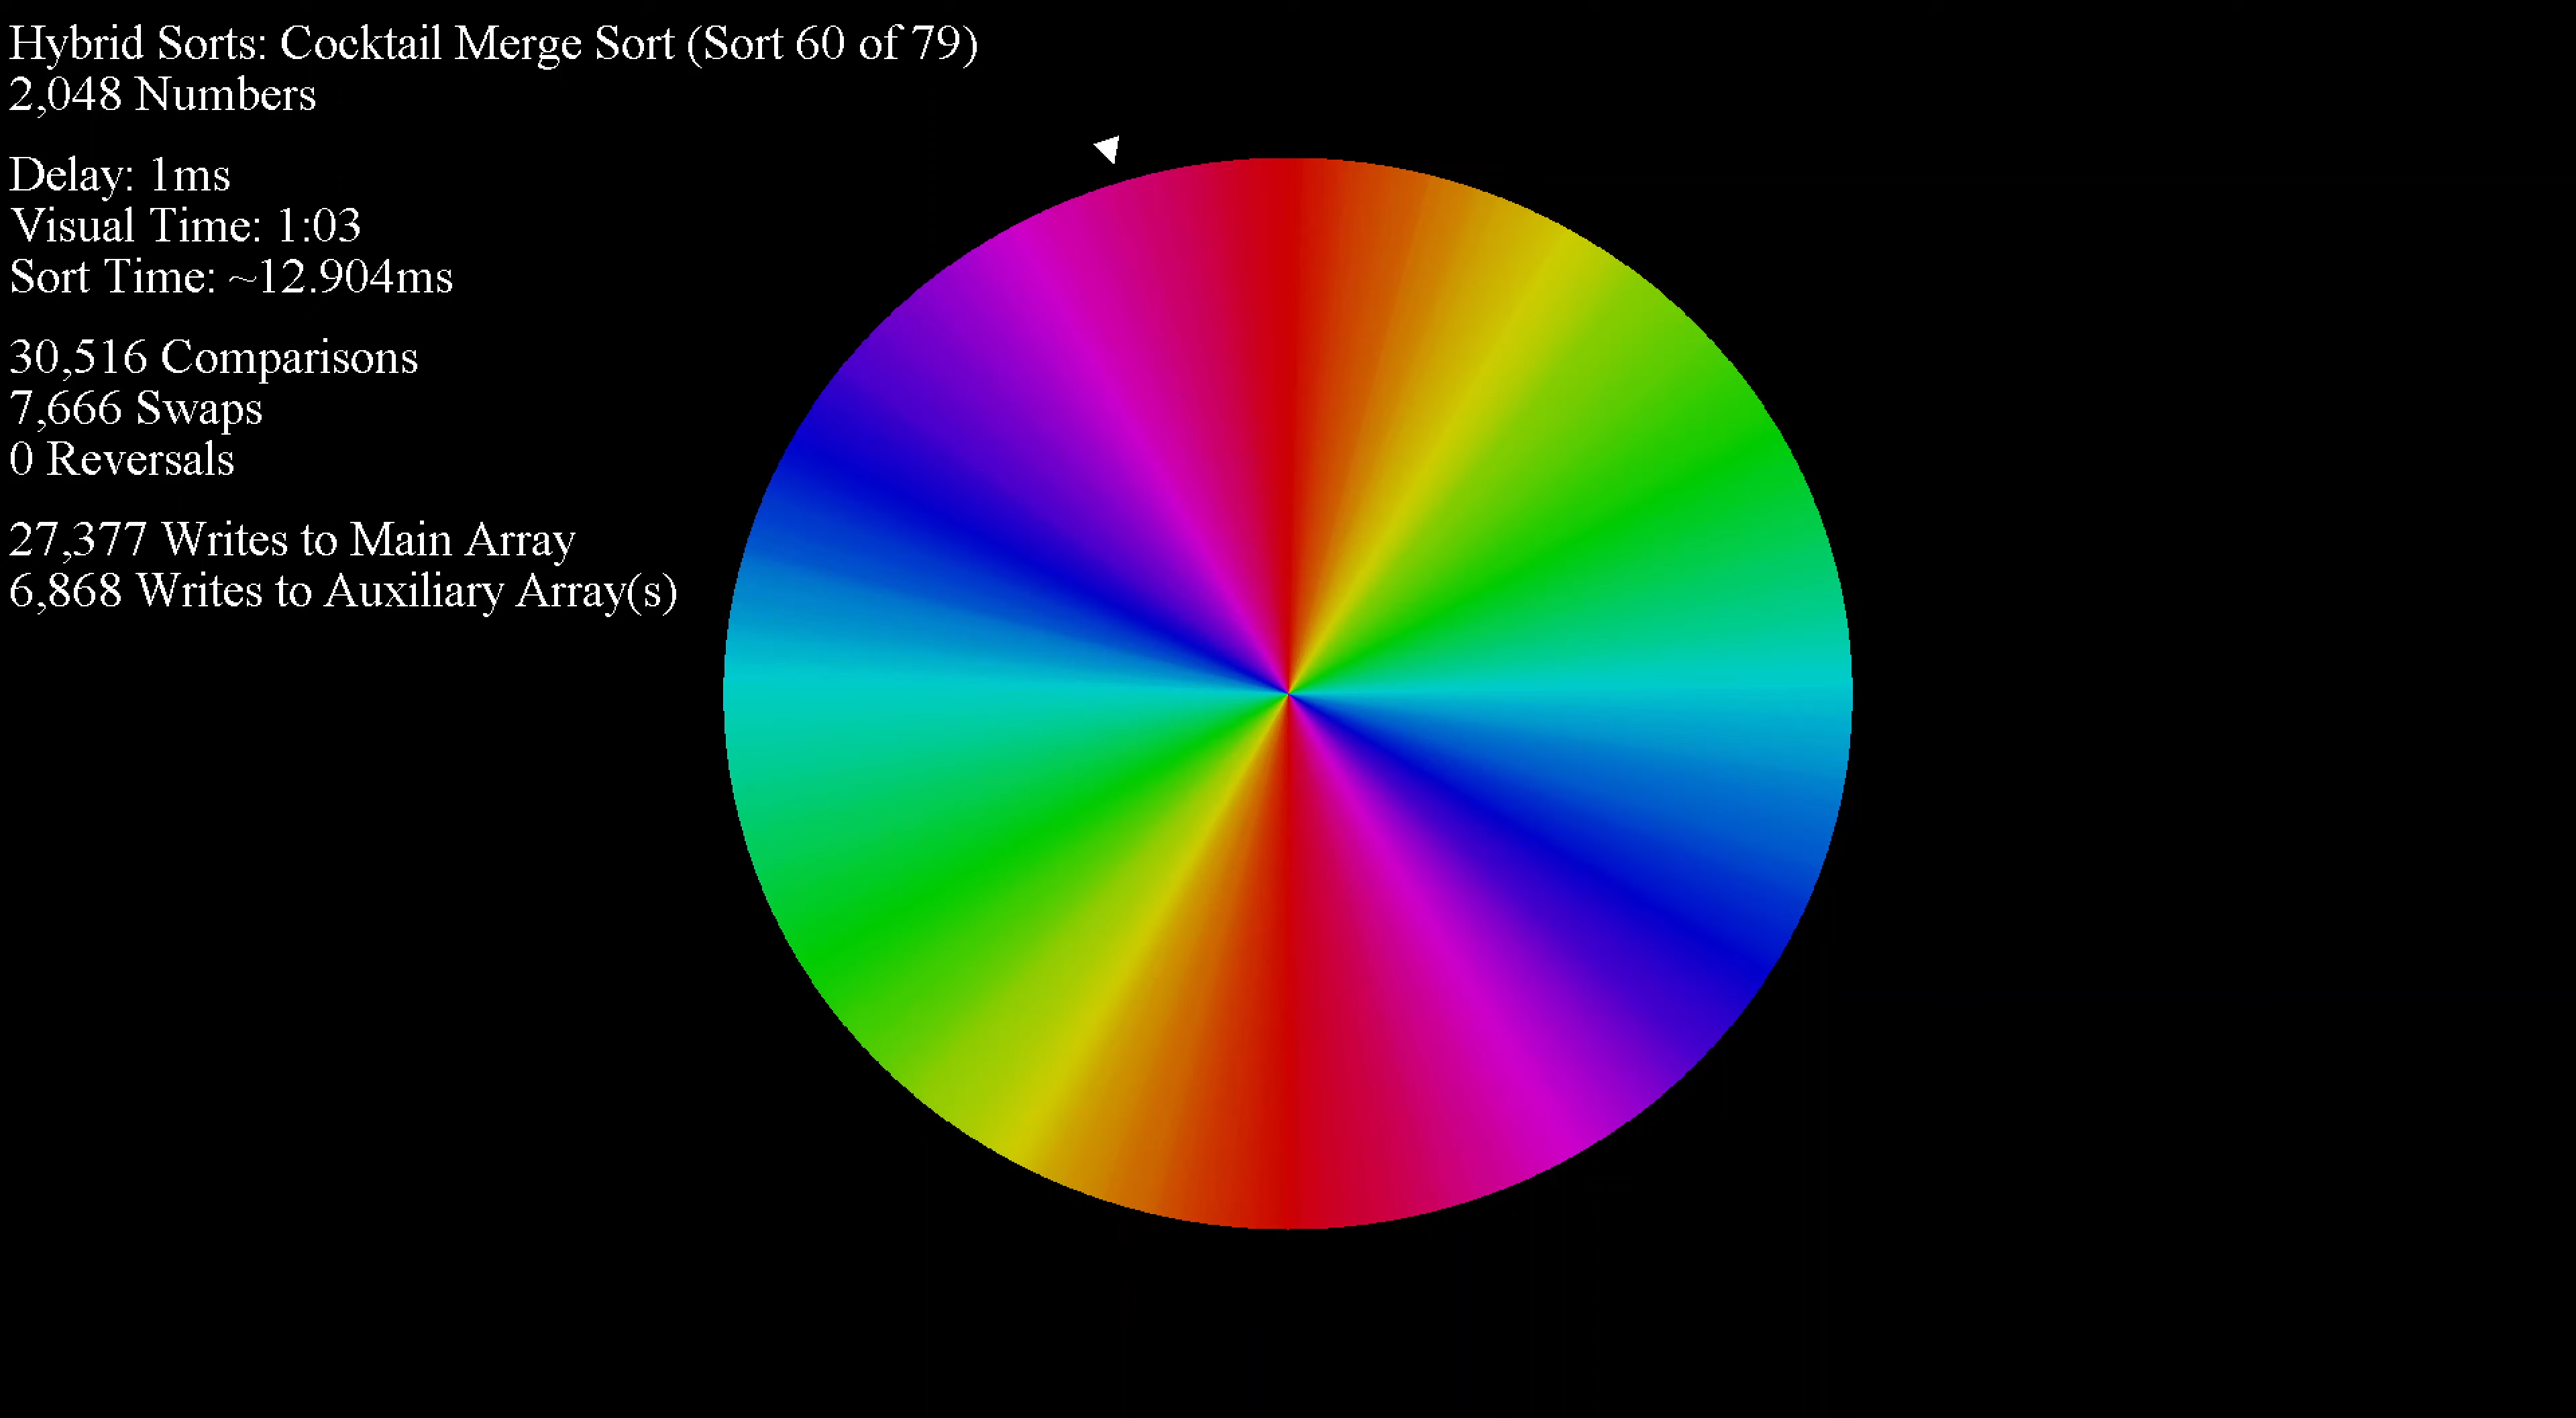 Hybrid Sorts: Cocktail Merge Sort (Sort 60 of 79)
2,048 Numbers
Delay: 1ms
Visual Time: 1:03
Sort Time: ~12.904ms
30,516 Comparisons
7,666 Swaps
0 Reversals
27,377 Writes to Main Array
6,868 Writes to Auxiliary Array(s)